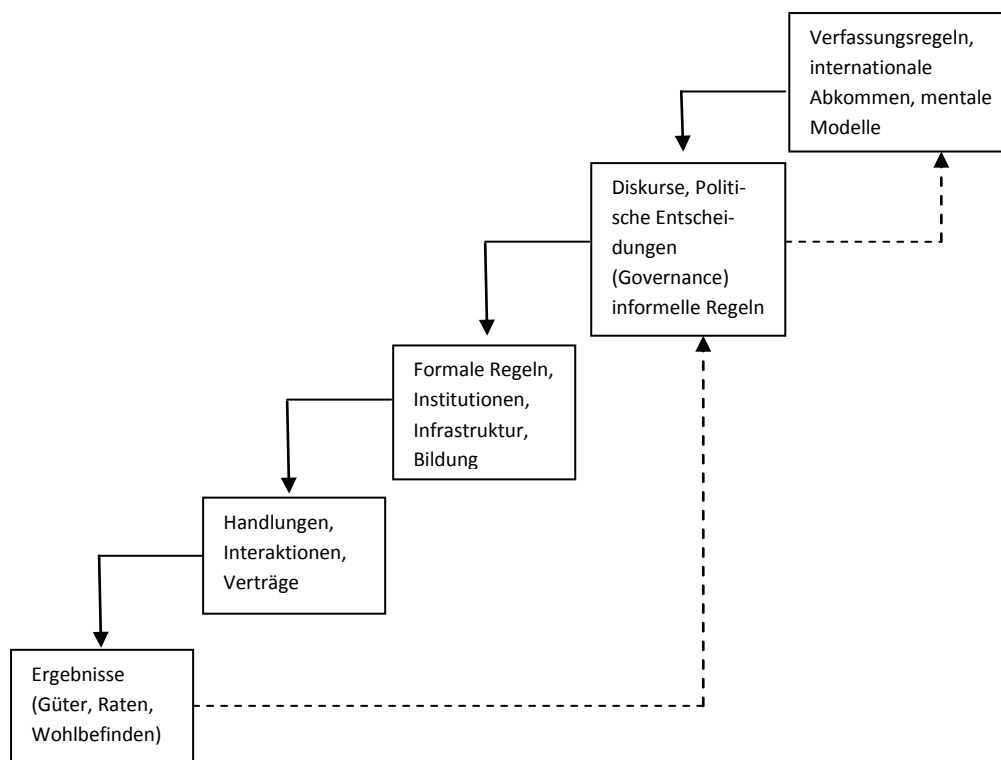 Verfassungsregeln,
internationale
Abkommen, mentale
Modelle
Diskurse, Politi-
sche Entschei-
dungen
(Governance)
informelle Regeln
Formale Regeln,
Institutionen,
Infrastruktur,
Bildung
Handlungen,
Interaktionen,
Verträge
Ergebnisse
(Güter, Raten,
Wohlbefinden)